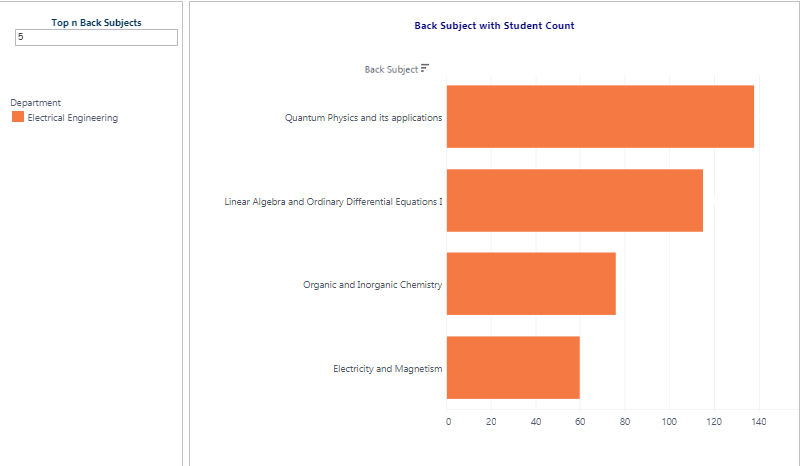 Top n Back Subjects
5
Department
Electrical Engineering
Back Subject with Student Count
Back Subject
Quantum Physics and its applications
Linear Algebra and Ordinary Differential Equations I
Organic and Inorganic Chemistry
Electricity and Magnetism
0 20 40 60 80 100 120 140